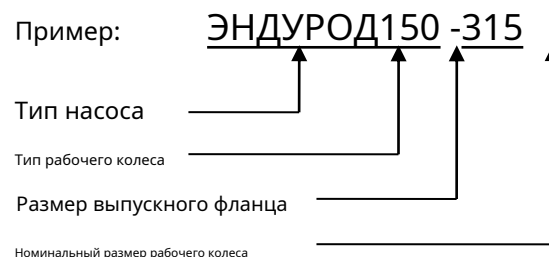 Пример: ЭНДУРОД150 -315
Тип насоса
Тип рабочего колеса
Размер выпускного фланца
Номинальный размер рабочего колеса